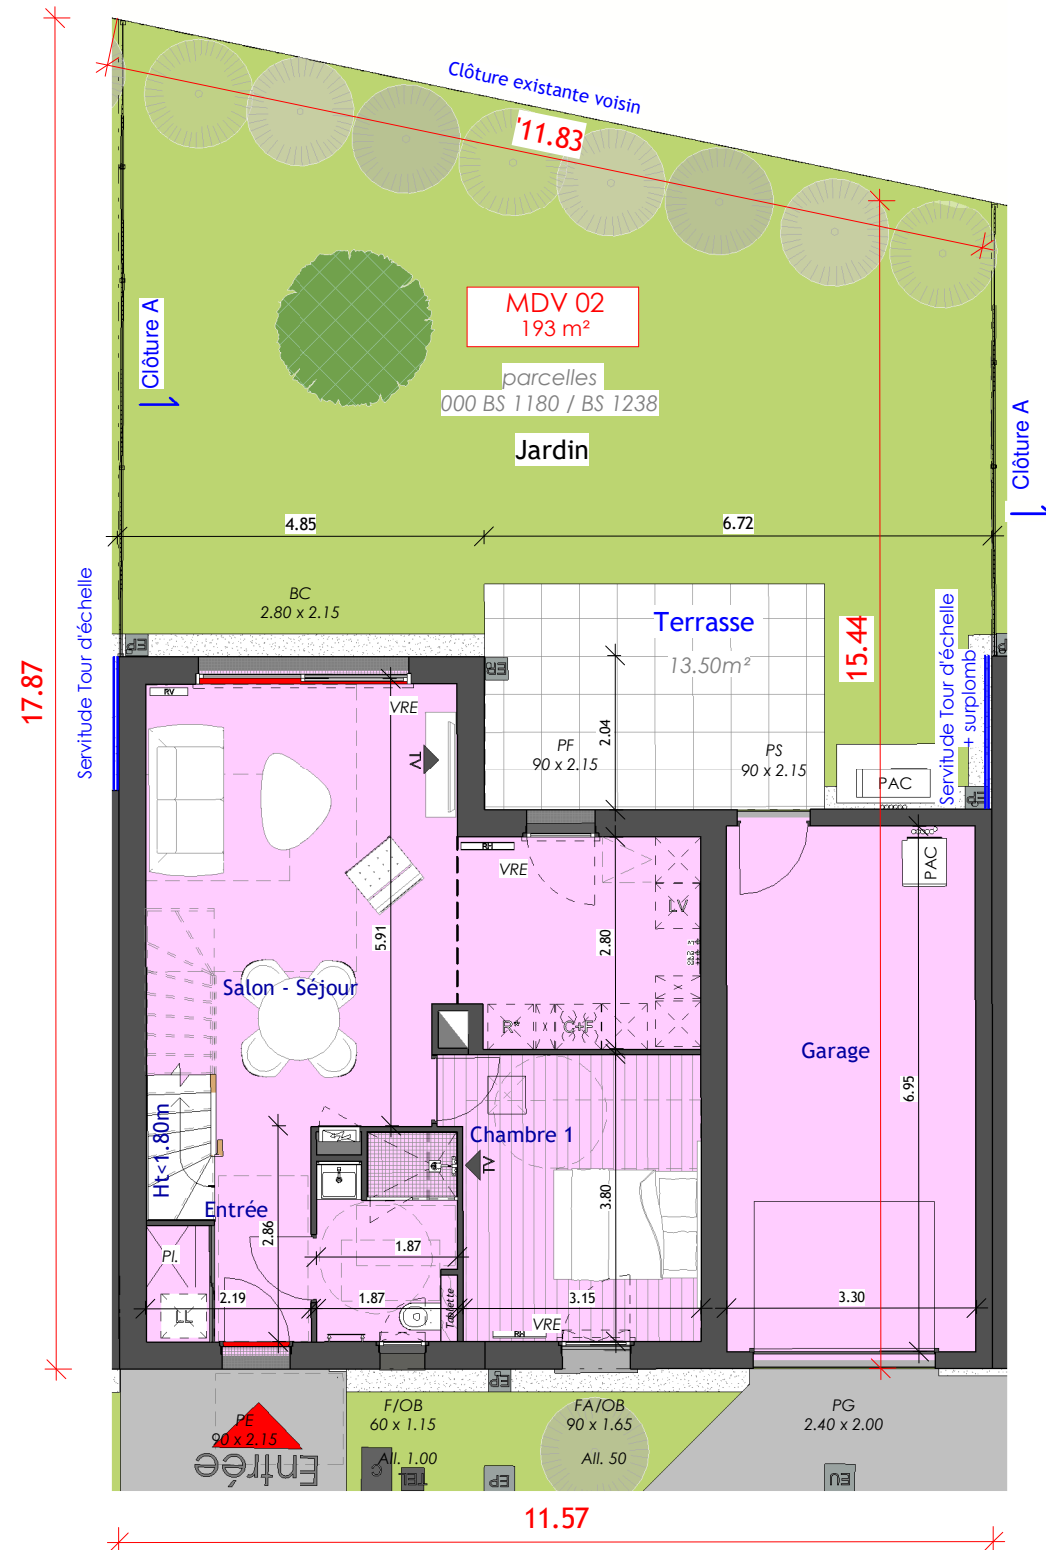 Clôture existante voisin
'11.83
MDV 02
193 m²
parcelles
000 BS 1180 / BS 1238
Jardin
Clôture A
Clôture A
4.85
6.72
17.87
15.44
Servitude Tour d'échelle
BC
2.80 x 2.15
Terrasse
13.50m²
Servitude Tour d'échelle
+ surplomb
EP
EP
EP
EP
RV
VRE
TV
2.04
PF
90 x 2.15
PS
90 x 2.15
PAC
PAC
RH
VRE
LV
5.91
2.80
Salon - Séjour
R*
C+F
Garage
6.95
Ht<1.80m
Chambre 1
TV
3.80
Entrée
2.86
Pl.
LL
1.87
2.19
1.87
3.15
3.30
Tablette
RH
VRE
EP
PE
90 x 2.15
Entrée
F/OB
60 x 1.15
All. 1.00
FA/OB
90 x 1.65
All. 50
PG
2.40 x 2.00
C
TEL
EP
EU
11.57